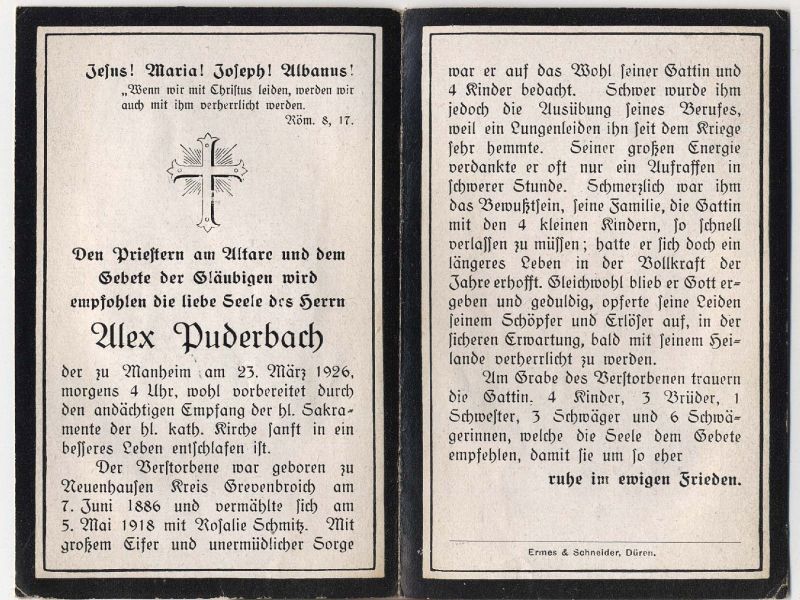 Jesus! Maria! Joseph! Albanus!
„Wenn wir mit Christus leiden, werden wir
auch mit ihm verherrlicht werden.
Röm. 8, 17.
Den Priestern am Altare und dem
Gebete der Gläubigen wird
empfohlen die liebe Seele des Herrn
Alex Puderbach
der zu Manheim am 23. März 1926,
morgens 4 Uhr, wohl vorbereitet durch
den andächtigen Empfang der hl. Sakra-
mente der hl. kath. Kirche sanft in ein
besseres Leben entschlafen ist.
Der Verstorbene war geboren zu
Neuenhausen Kreis Grevenbroich am
7. Juni 1886 und vermählte sich am
5. Mai 1918 mit Rosalie Schmitz. Mit
großem Eifer und unermüdlicher Sorge
war er auf das Wohl seiner Gattin und
4 Kinder bedacht. Schwer wurde ihm
jedoch die Ausübung seines Berufes,
weil ein Lungenleiden ihn seit dem Kriege
sehr hemmte. Seiner großen Energie
verdankte er oft nur ein Aufraffen in
schwerer Stunde. Schmerzlich war ihm
das Bewußtsein, seine Familie, die Gattin
mit den 4 kleinen Kindern, so schnell
verlassen zu müssen; hatte er sich doch ein
längeres Leben in der Vollkraft der
Jahre erhofft. Gleichwohl blieb er Gott er-
geben und geduldig, opferte seine Leiden
seinem Schöpfer und Erlöser auf, in der
sicheren Erwartung, bald mit seinem Hei-
lande verherrlicht zu werden.
Am Grabe des Verstorbenen trauern
die Gattin. 4 Kinder, 3 Brüder, 1
Schwester, 3 Schwäger und 6 Schwä-
gerinnen, welche die Seele dem Gebete
empfehlen, damit sie um so eher
ruhe im ewigen Frieden.
Ermes & Schneider, Düren.